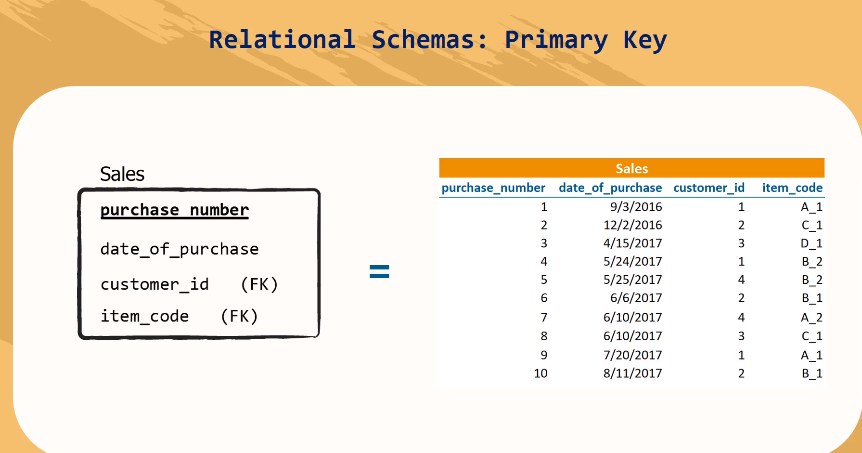 Relational Schemas: Primary Key
Sales
purchase_number
date_of_purchase
customer_id (FK)
item_code (FK)
=
Sales
purchase_number date_of_purchase customer_id item_code
1 9/3/2016 1 A_1
2 12/2/2016 2 C_1
3 4/15/2017 3 D_1
4 5/24/2017 1 B_2
5 5/25/2017 4 B_2
6 6/6/2017 2 B_1
7 6/10/2017 4 A_2
8 6/10/2017 3 C_1
9 7/20/2017 1 A_1
10 8/11/2017 2 B_1